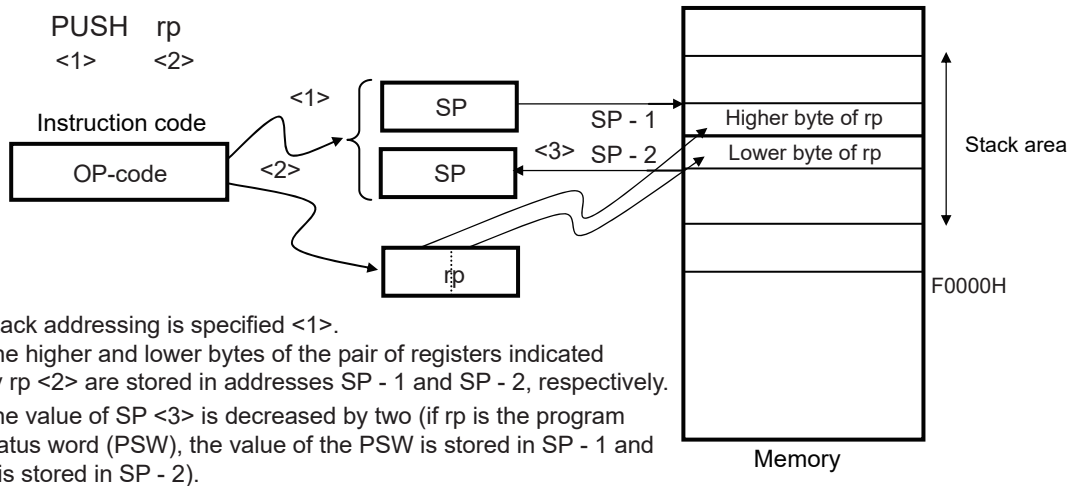 PUSH rp
<1> <2>
Instruction code
OP-code
<1>
<2>
SP
SP
rp
SP - 1
<3> SP - 2
Higher byte of rp
Lower byte of rp
Stack area
F0000H
Memory
tack addressing is specified <1>.
he higher and lower bytes of the pair of registers indicated
y rp <2> are stored in addresses SP - 1 and SP - 2, respectively.
he value of SP <3> is decreased by two (if rp is the program
tatus word (PSW), the value of the PSW is stored in SP - 1 and
is stored in SP - 2).